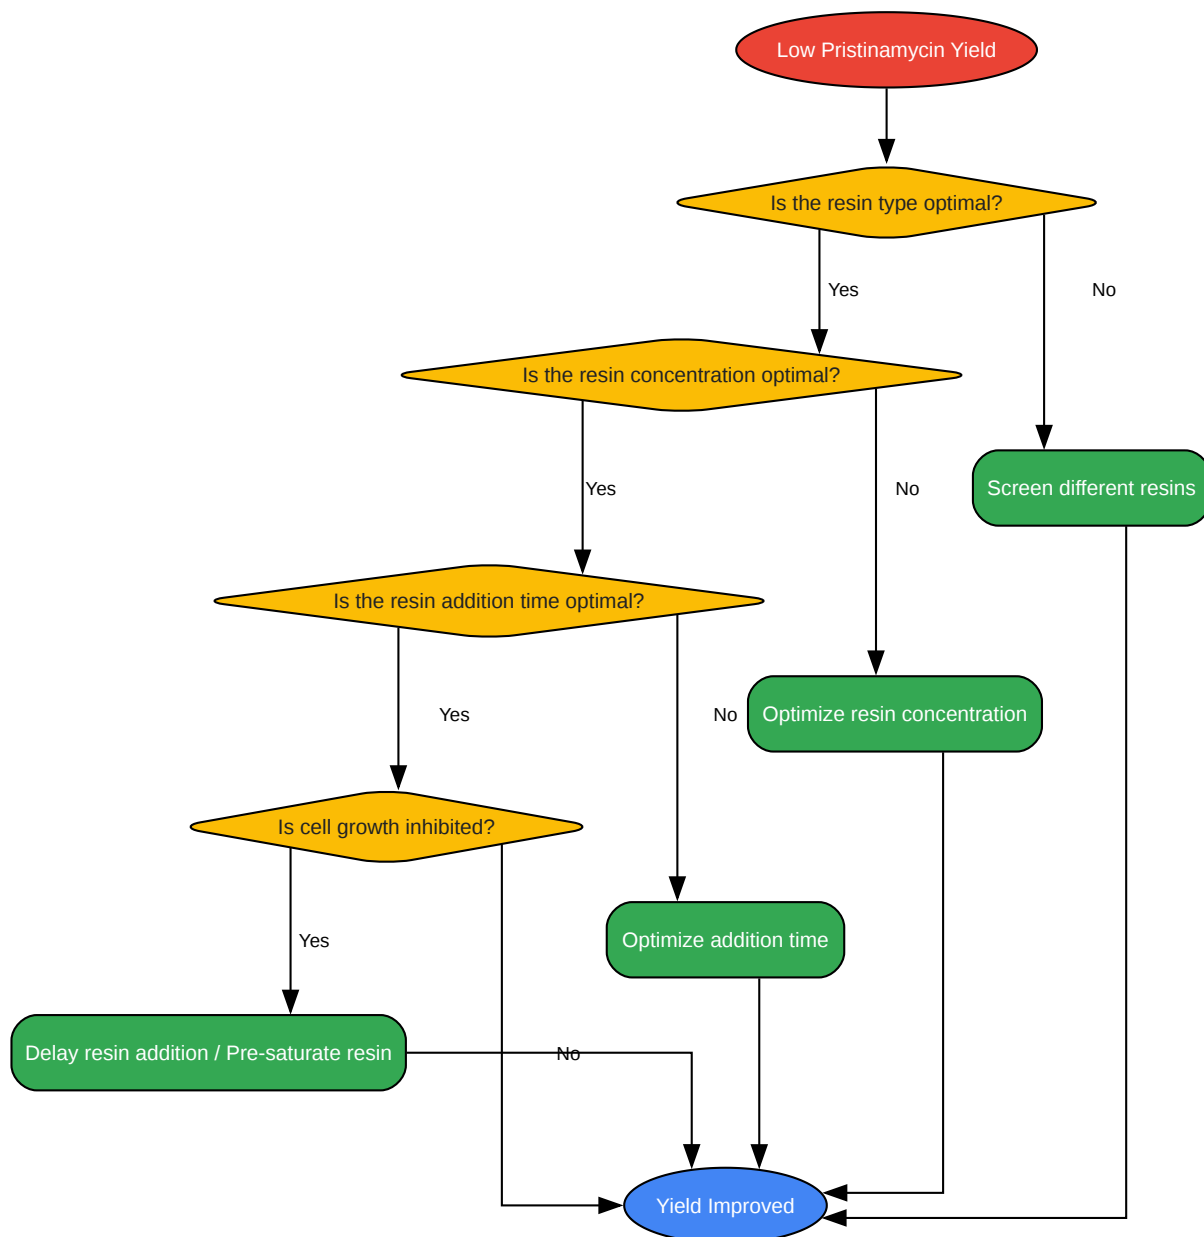 Low Pristinamycin Yield
Is the resin type optimal?
Yes
No
Is the resin concentration optimal?
Yes
No
Screen different resins
Is the resin addition time optimal?
Yes
No
Optimize resin concentration
Is cell growth inhibited?
Yes
Optimize addition time
Delay resin addition / Pre-saturate resin
No
Yield Improved